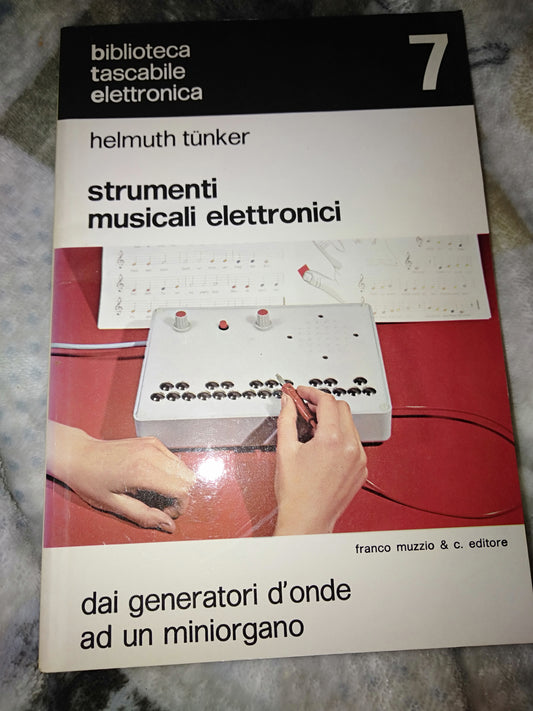 biblioteca
tascabile
elettronica
7
helmuth tünker
strumenti
musicali elettronici
franco muzzio & c. editore
dai generatori d'onde
ad un miniorgano